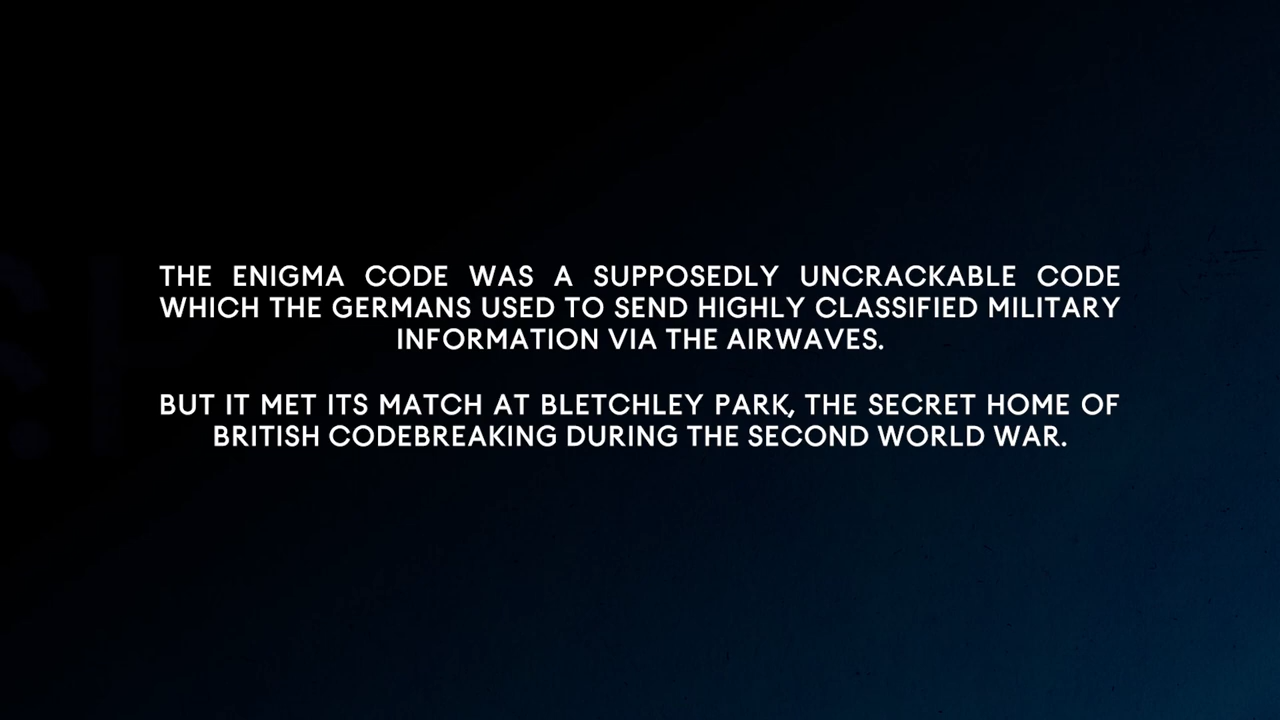 THE ENIGMA CODE WAS A SUPPOSEDLY UNCRACKABLE CODE
WHICH THE GERMANS USED TO SEND HIGHLY CLASSIFIED MILITARY
INFORMATION VIA THE AIRWAVES.
BUT IT MET ITS MATCH AT BLETCHLEY PARK, THE SECRET HOME OF
BRITISH CODEBREAKING DURING THE SECOND WORLD WAR.